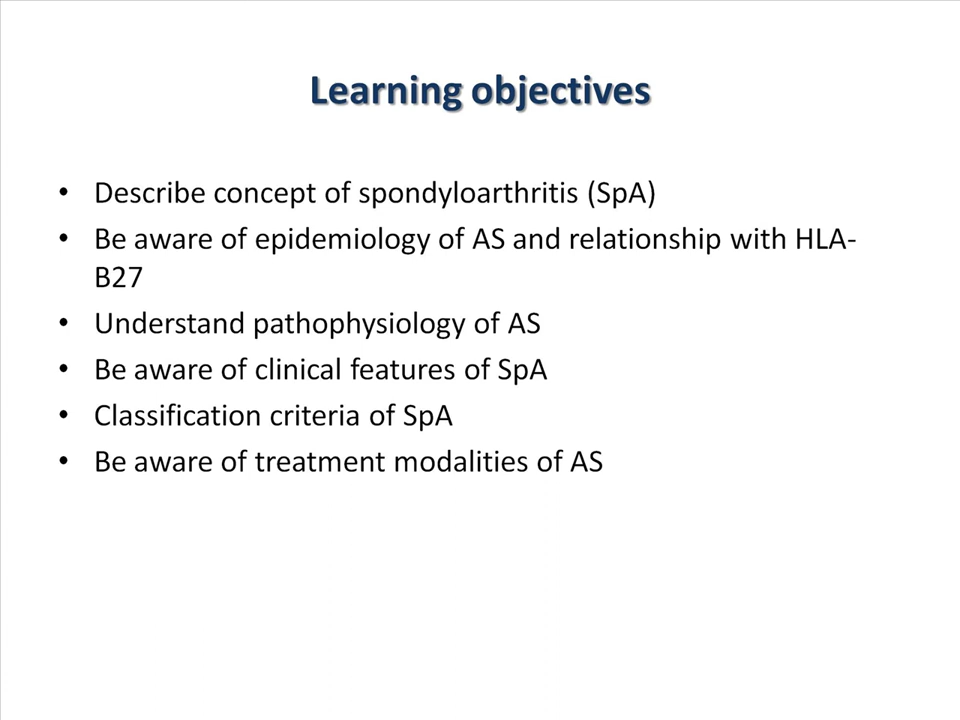 Learning objectives
• Describe concept of spondyloarthritis (SpA)
• Be aware of epidemiology of AS and relationship with HLA-
B27
• Understand pathophysiology of AS
• Be aware of clinical features of SpA
• Classification criteria of SpA
• Be aware of treatment modalities of AS